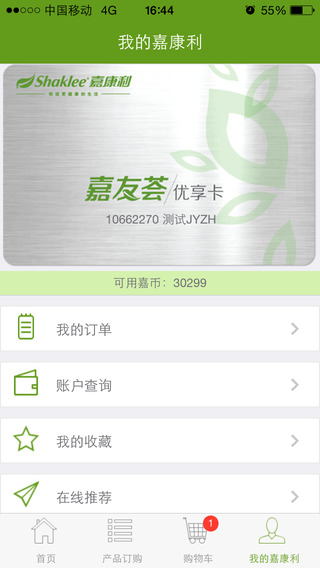 中国移动 4G 16:44 55%
我的嘉康利
Shaklee® 嘉康利
嘉友荟 优享卡
10662270 测试JYZH
可用嘉币：30299
我的订单
账户查询
我的收藏
在线推荐
1
首页 产品订购 购物车 我的嘉康利